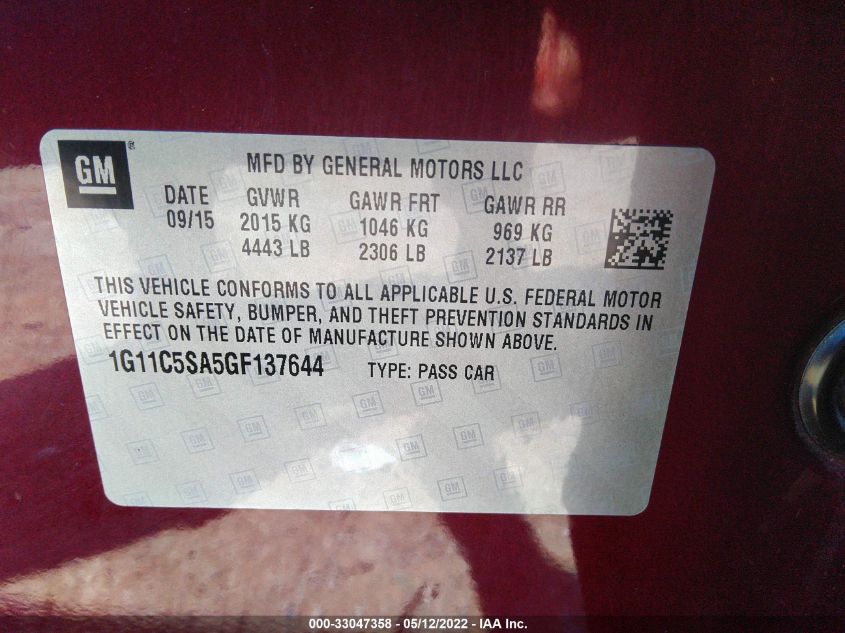 GM ®
MFD BY GENERAL MOTORS LLC
DATE GVWR GAWR FRT GAWR RR
09/15 2015 KG 1046 KG 969 KG
4443 LB 2306 LB 2137 LB
THIS VEHICLE CONFORMS TO ALL APPLICABLE U.S. FEDERAL MOTOR
VEHICLE SAFETY, BUMPER, AND THEFT PREVENTION STANDARDS IN
EFFECT ON THE DATE OF MANUFACTURE SHOWN ABOVE.
1G11C5SA5GF137644 TYPE: PASS CAR
000-33047358 - 05/12/2022 - IAA Inc.